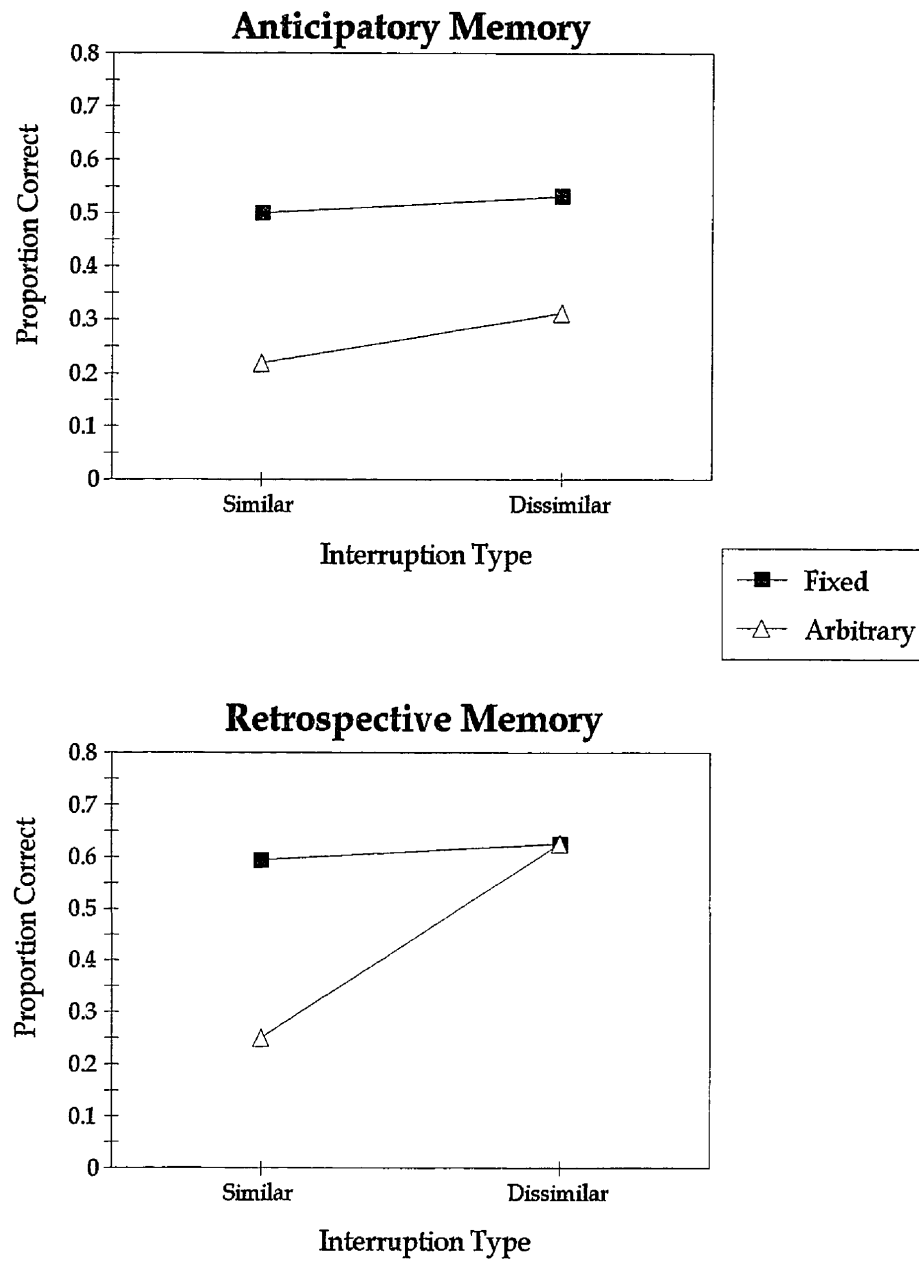 Anticipatory Memory
0.8
0.7
0.6
0.5
0.4
0.3
0.2
0.1
0
Proportion Correct
Similar Dissimilar
Interruption Type
Fixed
Arbitrary
Retrospective Memory
0.8
0.7
0.6
0.5
0.4
0.3
0.2
0.1
0
Proportion Correct
Similar Dissimilar
Interruption Type